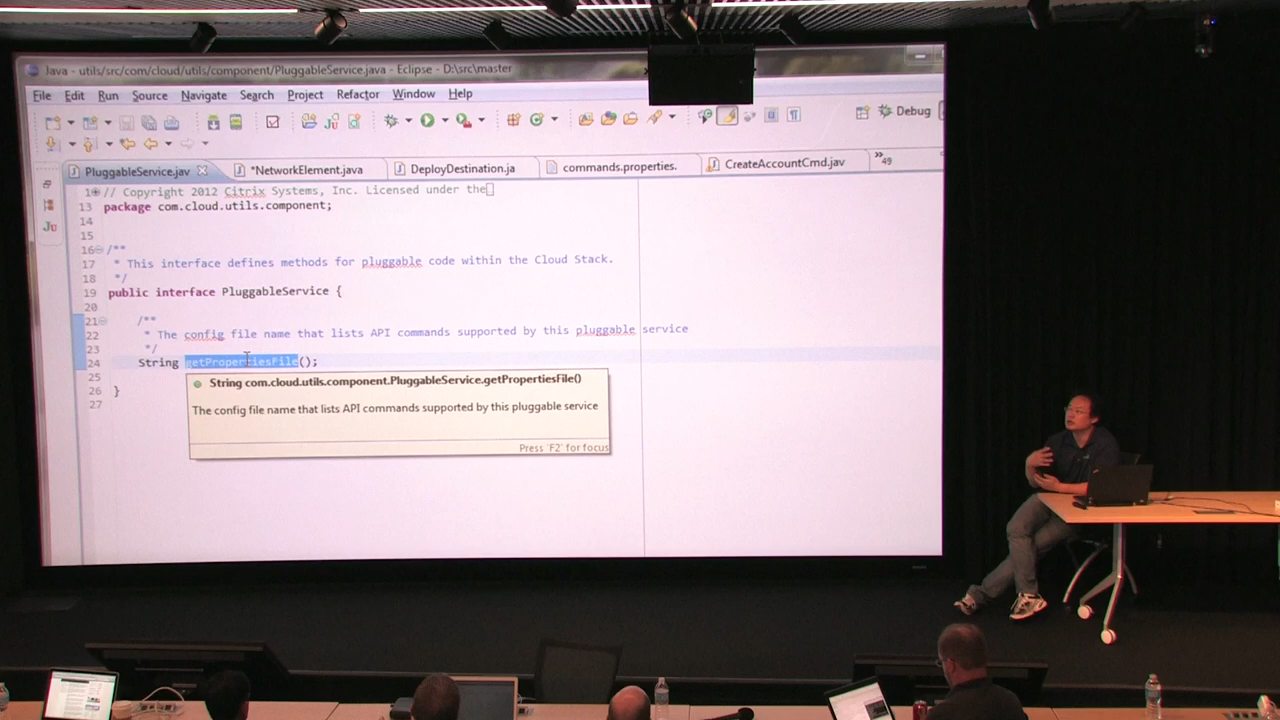 Java - utils/src/com/cloud/utils/component/PluggableService.java - Eclipse - D:\src\master
File Edit Run Source Navigate Search Project Refactor Window Help
Debug
PluggableService.jav *NetworkElement.java DeployDestination.ja commands.properties. CreateAccountCmd.jav »49
1 // Copyright 2012 Citrix Systems, Inc. Licensed under the
13 package com.cloud.utils.component;
14
15
16 /**
17 * This interface defines methods for pluggable code within the Cloud Stack.
18 */
19 public interface PluggableService {
20
21 /**
22 * The config file name that lists API commands supported by this pluggable service
23 */
24 String getPropertiesFile();
25
26 }
27
String com.cloud.utils.component.PluggableService.getPropertiesFile()
The config file name that lists API commands supported by this pluggable service
Press 'F2' for focus